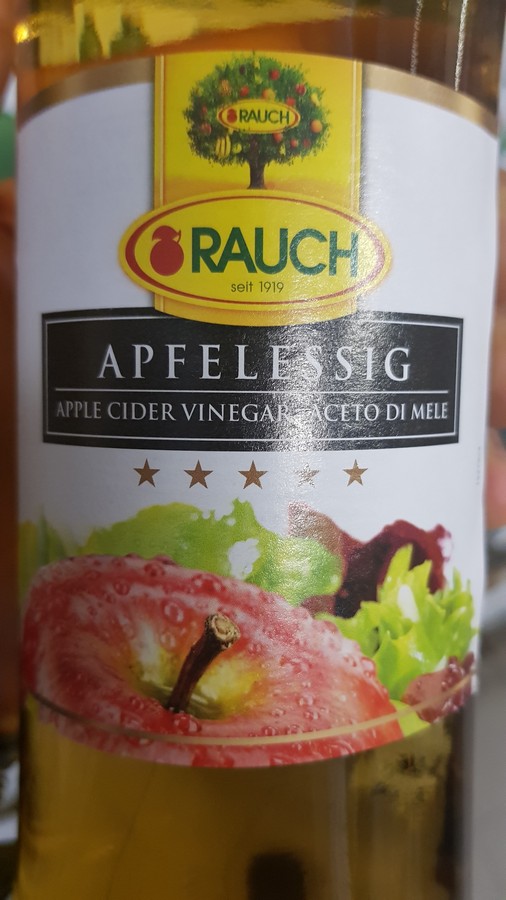 RAUCH
RAUCH
seit 1919
APFELESSIG
APPLE CIDER VINEGAR ACETO DI MELE